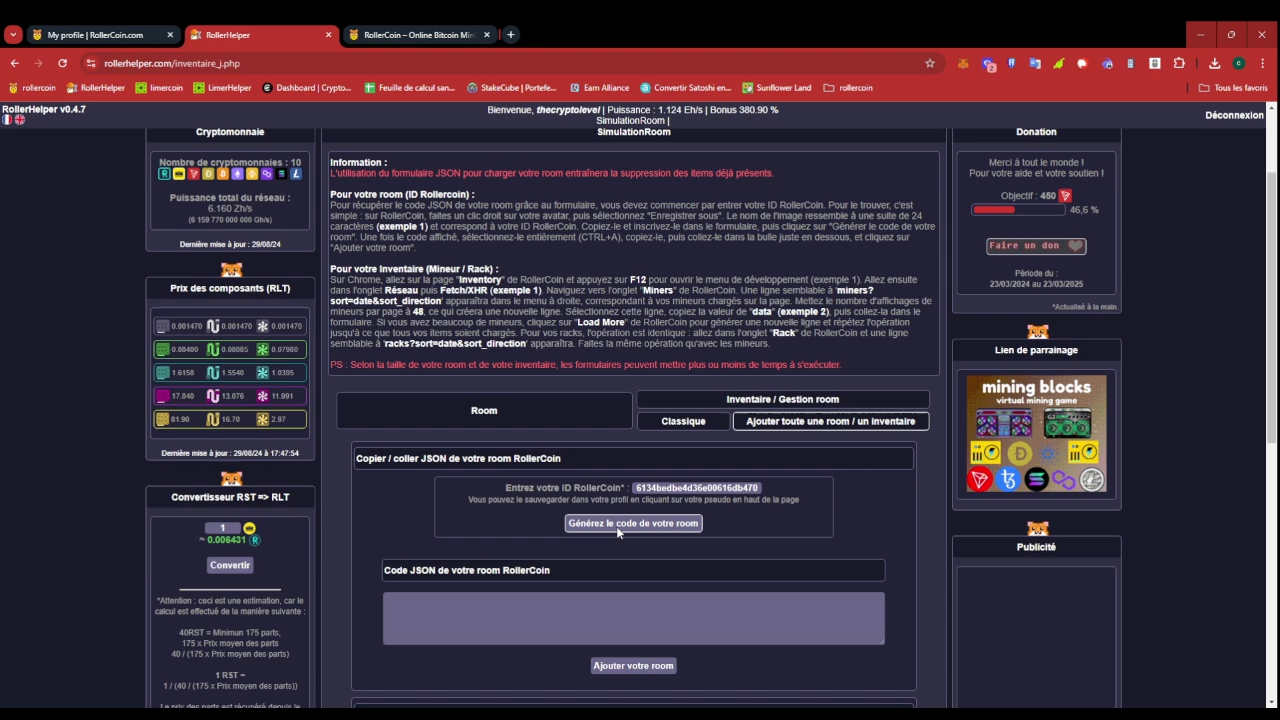 My profile | RollerCoin.com
RollerHelper
RollerCoin – Online Bitcoin Min
rollerhelper.com/inventaire_j.php
rollercoin
RollerHelper
limercoin
LimerHelper
Dashboard | Crypto...
Feuille de calcul san...
StakeCube | Portefe...
Earn Alliance
Convertir Satoshi en...
Sunflower Land
rollercoin
Tous les favoris
RollerHelper v0.4.7
Bienvenue, thecryptolevel | Puissance : 1.124 Eh/s | Bonus 380.90 %
SimulationRoom |
Déconnexion
Cryptomonnaie
Nombre de cryptomonnaies : 10
Puissance total du réseau :
6.160 Zh/s
(6 159 770 000 000 Gh/s)
Dernière mise à jour : 29/08/24
Prix des composants (RLT)
0.001470 0.001470 0.001470
0.08400 0.08085 0.07980
1.6158 1.5540 1.0395
17.840 13.076 11.991
81.90 16.70 2.97
Dernière mise à jour : 29/08/24 à 17:47:54
Convertisseur RST => RLT
1
~ 0.006431
Convertir
*Attention : ceci est une estimation, car le
calcul est effectué de la manière suivante :
40RST = Minimun 175 parts,
175 x Prix moyen des parts
40 / (175 x Prix moyen des parts)
1 RST =
1 / (40 / (175 x Prix moyen des parts))
Le prix des parts est récupéré depuis le
SimulationRoom
Information :
L'utilisation du formulaire JSON pour charger votre room entraînera la suppression des items déjà présents.
Pour votre room (ID Rollercoin) :
Pour récupérer le code JSON de votre room grâce au formulaire, vous devez commencer par entrer votre ID RollerCoin. Pour le trouver, c'est
simple : sur RollerCoin, faites un clic droit sur votre avatar, puis sélectionnez "Enregistrer sous". Le nom de l'image ressemble à une suite de 24
caractères (exemple 1) et correspond à votre ID RollerCoin. Copiez-le et inscrivez-le dans le formulaire, puis cliquez sur "Générer le code de votre
room". Une fois le code affiché, sélectionnez-le entièrement (CTRL+A), copiez-le, puis collez-le dans la bulle juste en dessous, et cliquez sur
"Ajouter votre room".
Pour votre Inventaire (Mineur / Rack) :
Sur Chrome, allez sur la page "Inventory" de RollerCoin et appuyez sur F12 pour ouvrir le menu de développement (exemple 1). Allez ensuite
dans l'onglet Réseau puis Fetch/XHR (exemple 1). Naviguez vers l'onglet "Miners" de RollerCoin. Une ligne semblable à 'miners?
sort=date&sort_direction' apparaîtra dans le menu à droite, correspondant à vos mineurs chargés sur la page. Mettez le nombre d'affichages de
mineurs par page à 48, ce qui créera une nouvelle ligne. Sélectionnez cette ligne, copiez la valeur de "data" (exemple 2), puis collez-la dans le
formulaire. Si vous avez beaucoup de mineurs, cliquez sur "Load More" de RollerCoin pour générer une nouvelle ligne et répétez l'opération
jusqu'à ce que tous vos items soient chargés. Pour vos racks, l'opération est identique : allez dans l'onglet "Rack" de RollerCoin et une ligne
semblable à 'racks?sort=date&sort_direction' apparaîtra. Faites la même opération qu'avec les mineurs.
PS : Selon la taille de votre room et de votre inventaire, les formulaires peuvent mettre plus ou moins de temps à s'exécuter.
Room
Inventaire / Gestion room
Classique
Ajouter toute une room / un inventaire
Copier / coller JSON de votre room RollerCoin
Entrez votre ID RollerCoin* : 6134bedbe4d36e00616db470
Vous pouvez le sauvegarder dans votre profil en cliquant sur votre pseudo en haut de la page
Générez le code de votre room
Code JSON de votre room RollerCoin
Ajouter votre room
Donation
Merci à tout le monde !
Pour votre aide et votre soutien !
Objectif : 450
46,6 %
Faire un don
Période du :
23/03/2024 au 23/03/2025
*Actualisé à la main.
Lien de parrainage
mining blocks
virtual mining game
Publicité